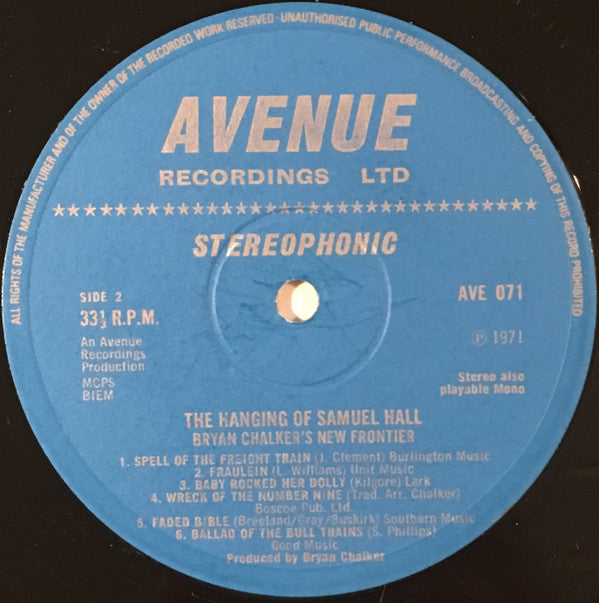 ALL RIGHTS OF THE MANUFACTURER AND OF THE OWNER OF THE RECORDED WORK RESERVED - UNAUTHORISED PUBLIC PERFORMANCE BROADCASTING AND COPYING OF THIS RECORD PROHIBITED
AVENUE
RECORDINGS LTD
STEREOPHONIC
SIDE 2
33⅓ R.P.M.
An Avenue
Recordings
Production
MCPS
BIEM
AVE 071
Ⓟ 1971
Stereo also
playable Mono
THE HANGING OF SAMUEL HALL
BRYAN CHALKER'S NEW FRONTIER
1. SPELL OF THE FREIGHT TRAIN (J. Clement) Burlington Music
2. FRAULEIN (L. Williams) Unit Music
3. BABY ROCKED HER DOLLY (Kilgore) Lark
4. WRECK OF THE NUMBER NINE (Trad. Arr. Chalker)
Boscoe Pub. Ltd.
5. FADED BIBLE (Breeland/Gray/Buskirk) Southern Music
6. BALLAD OF THE BULL TRAINS (S. Phillips)
Good Music
Produced by Bryan Chalker